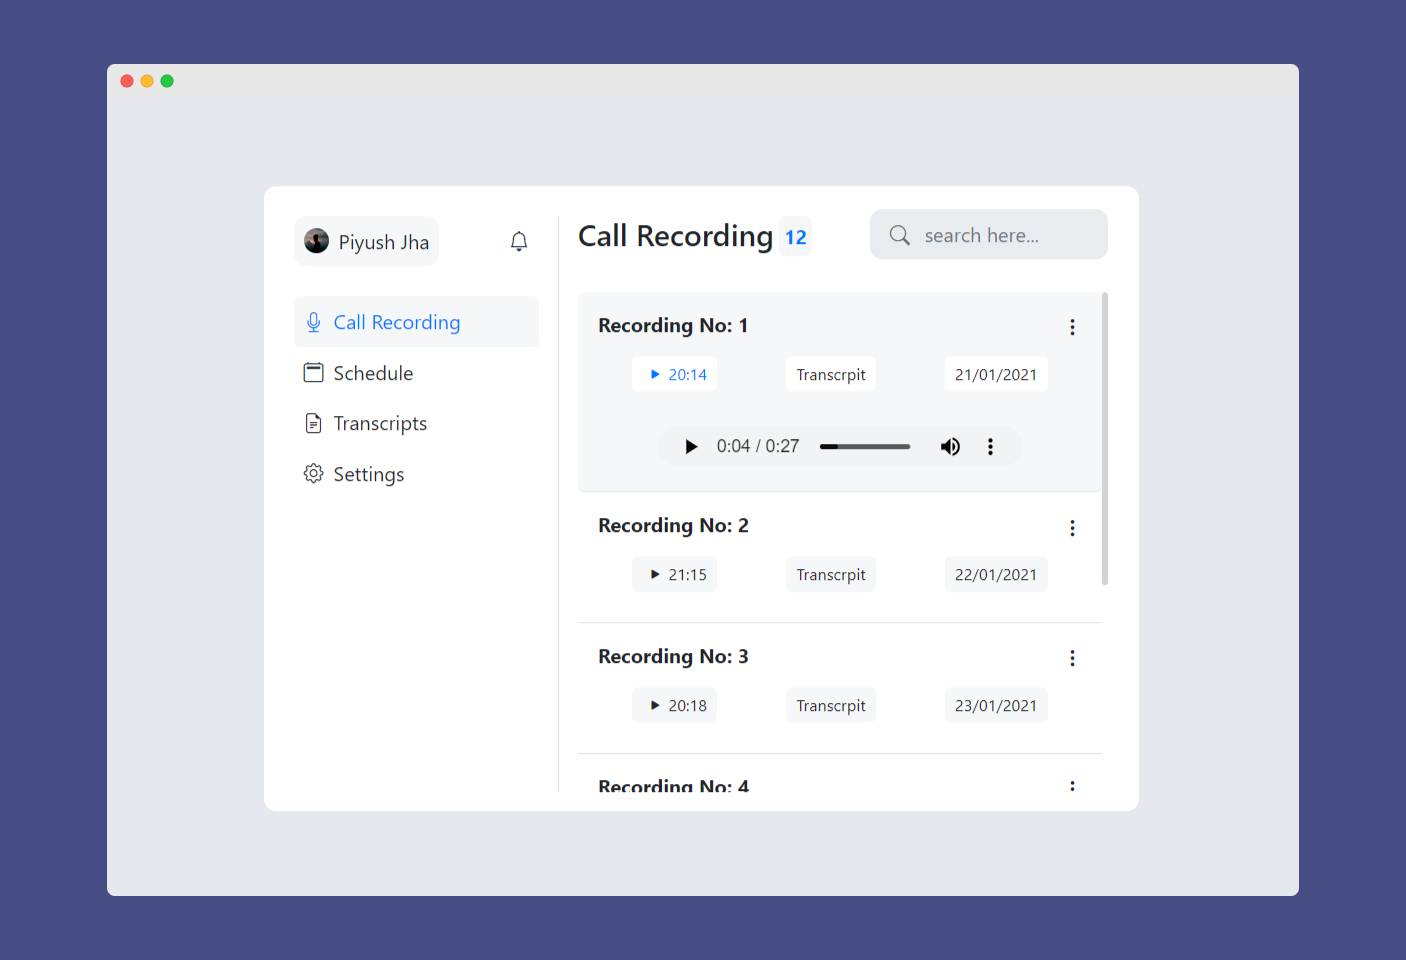 Piyush Jha
Call Recording
Schedule
Transcripts
Settings
Call Recording 12
search here...
Recording No: 1
20:14 Transcrpit 21/01/2021
0:04 / 0:27
Recording No: 2
21:15 Transcrpit 22/01/2021
Recording No: 3
20:18 Transcrpit 23/01/2021
Recording No: 4